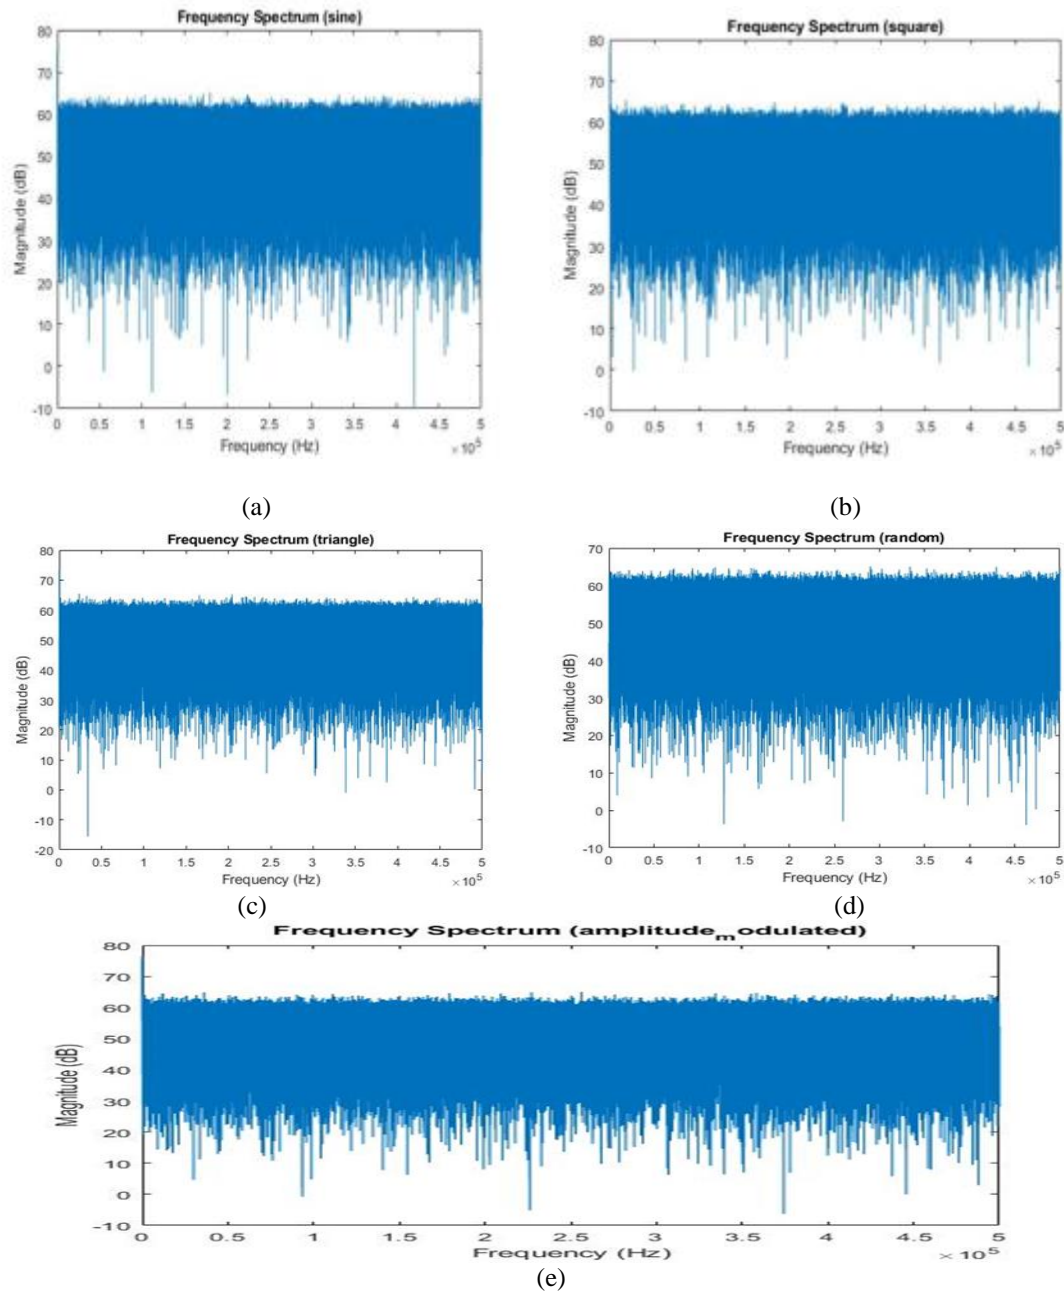 Frequency Spectrum (sine)
80
70
60
50
40
30
20
10
0
-10
Magnitude (dB)
0 0.5 1 1.5 2 2.5 3 3.5 4 4.5 5
Frequency (Hz)
×10⁵
(a)
Frequency Spectrum (square)
80
70
60
50
40
30
20
10
0
-10
Magnitude (dB)
0 0.5 1 1.5 2 2.5 3 3.5 4 4.5 5
Frequency (Hz)
×10⁵
(b)
Frequency Spectrum (triangle)
80
70
60
50
40
30
20
10
0
-10
-20
Magnitude (dB)
0 0.5 1 1.5 2 2.5 3 3.5 4 4.5 5
Frequency (Hz)
×10⁵
(c)
Frequency Spectrum (random)
70
60
50
40
30
20
10
0
-10
Magnitude (dB)
0 0.5 1 1.5 2 2.5 3 3.5 4 4.5 5
Frequency (Hz)
×10⁵
(d)
Frequency Spectrum (amplitudeₘodulated)
80
70
60
50
40
30
20
10
0
-10
Magnitude (dB)
0 0.5 1 1.5 2 2.5 3 3.5 4 4.5 5
Frequency (Hz)
×10⁵
(e)